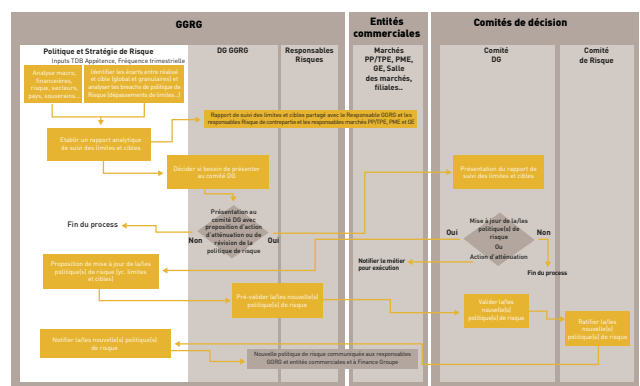 GGRG
Entités
commerciales
Comités de décision
Politique et Stratégie de Risque
Inputs TDB Appétence, Fréquence trimestrielle
DG GGRG
Responsables
Risques
Marchés
PP/TPE, PME,
GE, Salle
des marchés,
filiales..
Comité
DG
Comité
de Risque
Analyse macro,
financières,
risque, secteurs,
pays, souverains...
Identifier les écarts entre réalisé
et cible (global et granulaires) et
analyser les breachs de politique de
Risque (dépassements de limites...)
Rapport de suivi des limites et cibles partagé avec la Responsable GGRG et les
responsables Risque de contrepartie et les responsables marchés PP/TPE, PME et GE
Etablir un rapport analytique
de suivi des limites et cibles
Décider si besoin de présenter
au comité DG
Présentation du rapport de
suivi des limites et cibles
Présentation au
comité DG avec
proposition d'action
d'atténuation ou de
révision de la
politique de risque
Fin du process
Non
Oui
Mise à jour de la/les
politique(s) de
risque
Ou
Action d'atténuation
Oui
Non
Notifier le métier
pour exécution
Fin du process
Proposition de mise à jour de la/les
politique(s) de risque (yc. limites
et cibles)
Pré-valider la/les nouvelle(s)
politique(s) de risque
Valider la/les
nouvelle(s)
politique(s) de risque
Ratifier la/les
nouvelle(s)
politique(s) de risque
Notifier la/les nouvelle(s) politique(s)
de risque
Nouvelle politique de risque communiquée aux responsables
GGRG et entités commerciales et à Finance Groupe